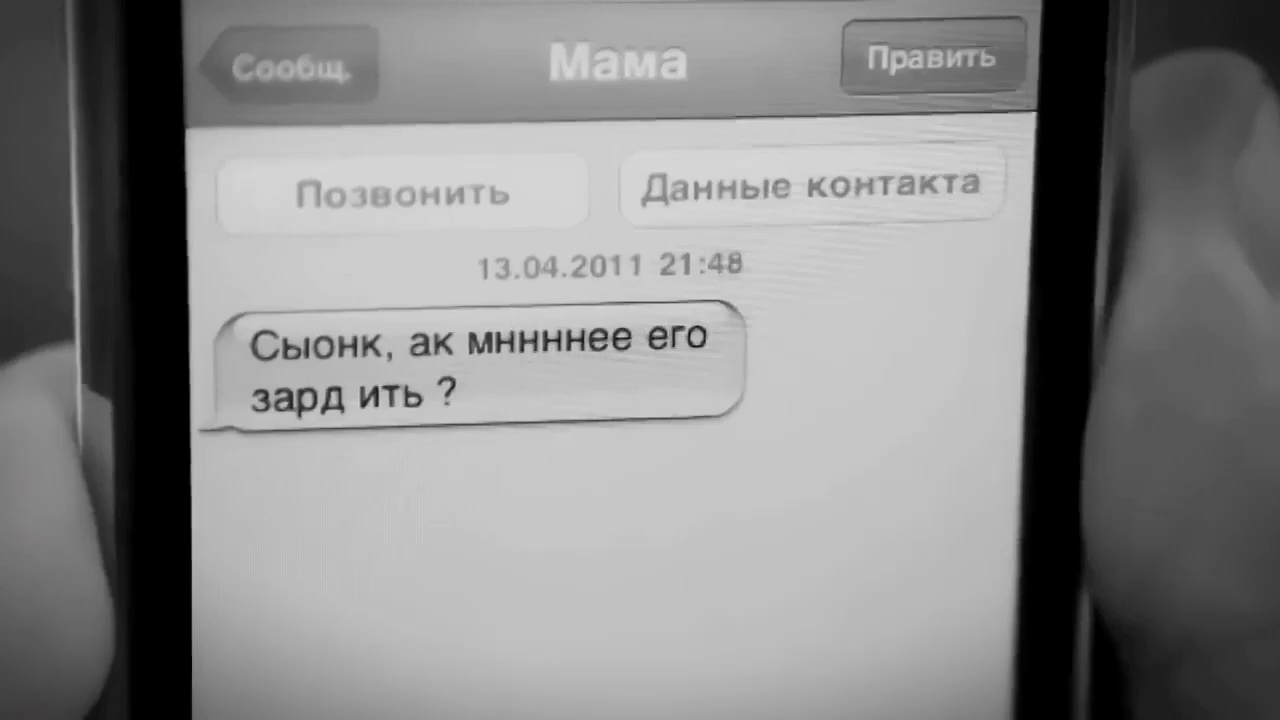 Сообщ.
Мама
Править
Позвонить
Данные контакта
13.04.2011 21:48
Сыонк, ак мннннее его
зард ить ?